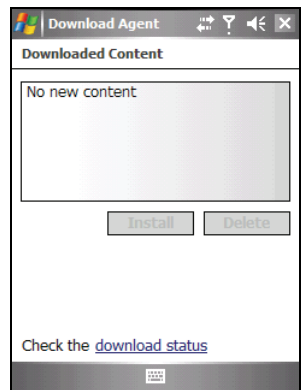 Download Agent
Downloaded Content
No new content
Install Delete
Check the download status